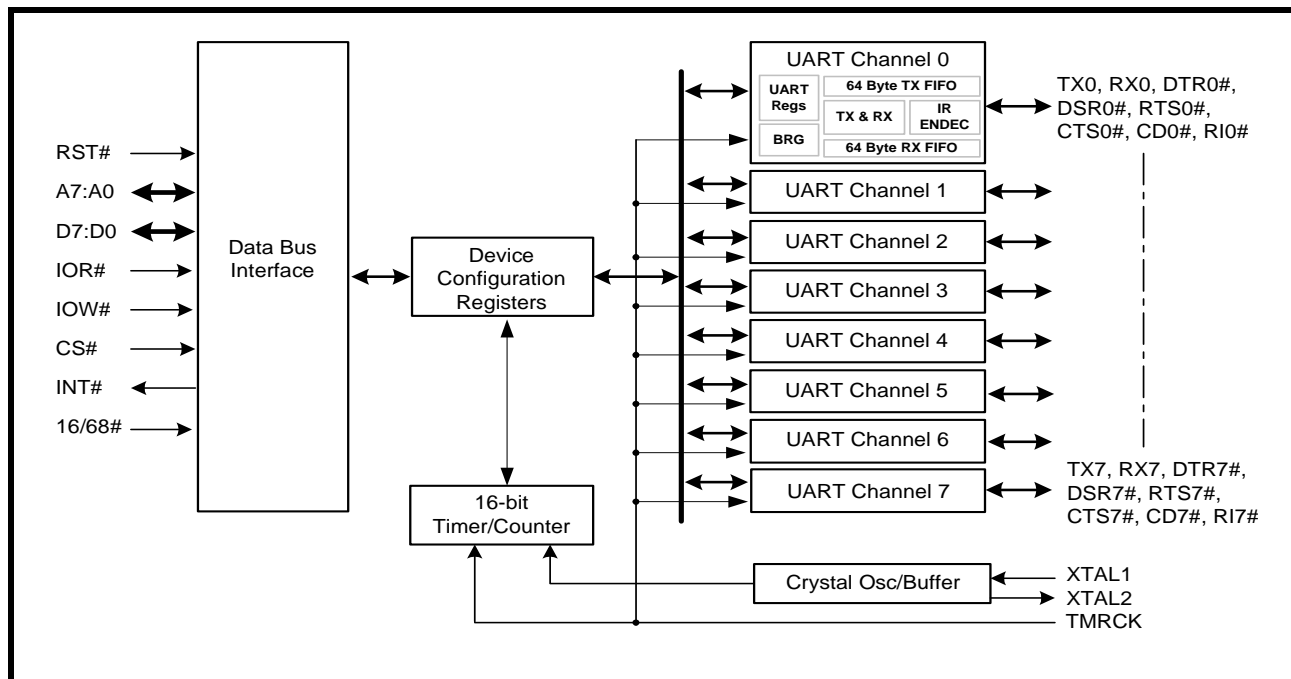 RST#
A7:A0
D7:D0
IOR#
IOW#
CS#
INT#
16/68#
Data Bus
Interface
Device
Configuration
Registers
16-bit
Timer/Counter
UART Channel 0
UART
Regs
BRG
64 Byte TX FIFO
TX & RX
IR
ENDEC
64 Byte RX FIFO
UART Channel 1
UART Channel 2
UART Channel 3
UART Channel 4
UART Channel 5
UART Channel 6
UART Channel 7
Crystal Osc/Buffer
TX0, RX0, DTR0#,
DSR0#, RTS0#,
CTS0#, CD0#, RI0#
TX7, RX7, DTR7#,
DSR7#, RTS7#,
CTS7#, CD7#, RI7#
XTAL1
XTAL2
TMRCK